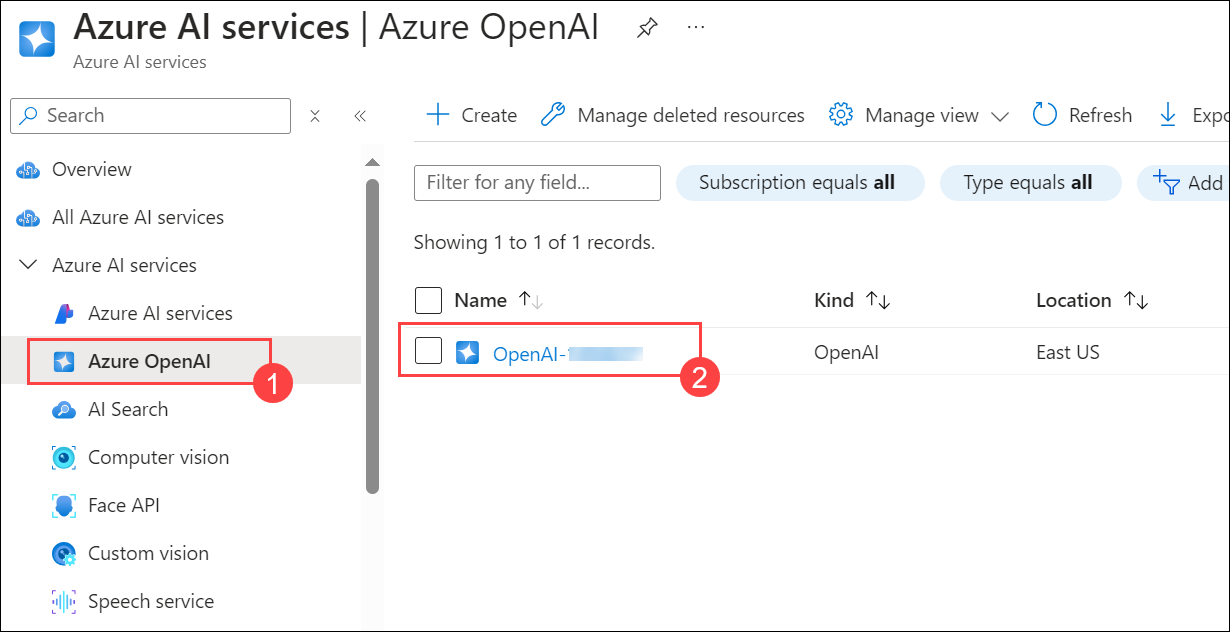 Azure AI services | Azure OpenAI
Azure AI services
Search
Create
Manage deleted resources
Manage view
Refresh
Filter for any field...
Subscription equals all
Type equals all
Add
Showing 1 to 1 of 1 records.
Name
Kind
Location
OpenAI-
OpenAI
East US
2
Overview
All Azure AI services
Azure AI services
Azure AI services
Azure OpenAI
1
AI Search
Computer vision
Face API
Custom vision
Speech service